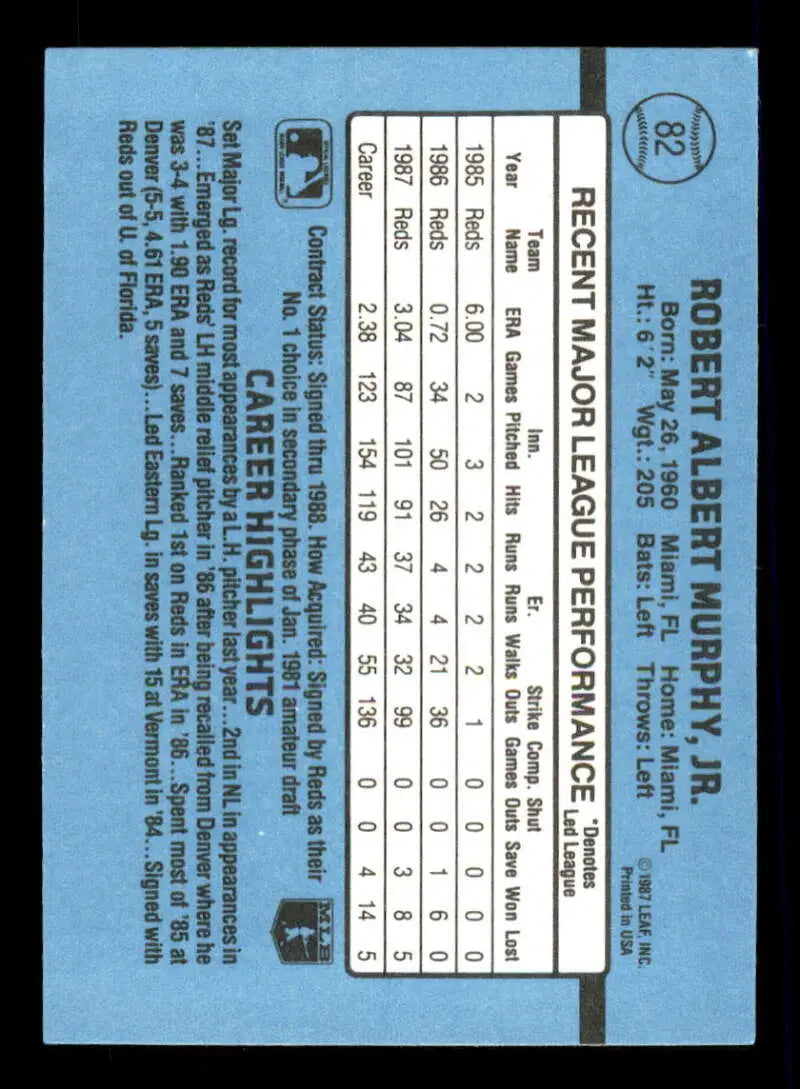 82
ROBERT ALBERT MURPHY, JR.
Born: May 26, 1960 Miami, FL Home: Miami, FL
Ht.: 6'2" Wgt.: 205 Bats: Left Throws: Left
©1987 LEAF, INC.
Printed in USA
RECENT MAJOR LEAGUE PERFORMANCE
*Denotes
Led League
Team Inn. Er. Strike Comp. Shut
Year Name ERA Games Pitched Hits Runs Runs Walks Outs Games Outs Save Won Lost
1985 Reds 6.00 2 3 2 2 2 2 1 0 0 0 0 0
1986 Reds 0.72 34 50 26 4 4 21 36 0 0 1 6 0
1987 Reds 3.04 87 101 91 37 34 32 99 0 0 3 8 5
Career 2.38 123 154 119 43 40 55 136 0 0 4 14 5
Contract Status: Signed thru 1988. How Acquired: Signed by Reds as their
No. 1 choice in secondary phase of Jan. 1981 amateur draft
MLB
CAREER HIGHLIGHTS
Set Major Lg. record for most appearances by a L.H. pitcher last year...2nd in NL in appearances in
'87...Emerged as Reds' LH middle relief pitcher in '86 after being recalled from Denver where he
was 3-4 with 1.90 ERA and 7 saves...Ranked 1st on Reds in ERA in '86...Spent most of '85 at
Denver (5-5, 4.61 ERA, 5 saves)...Led Eastern Lg. in saves with 15 at Vermont in '84...Signed with
Reds out of U. of Florida.